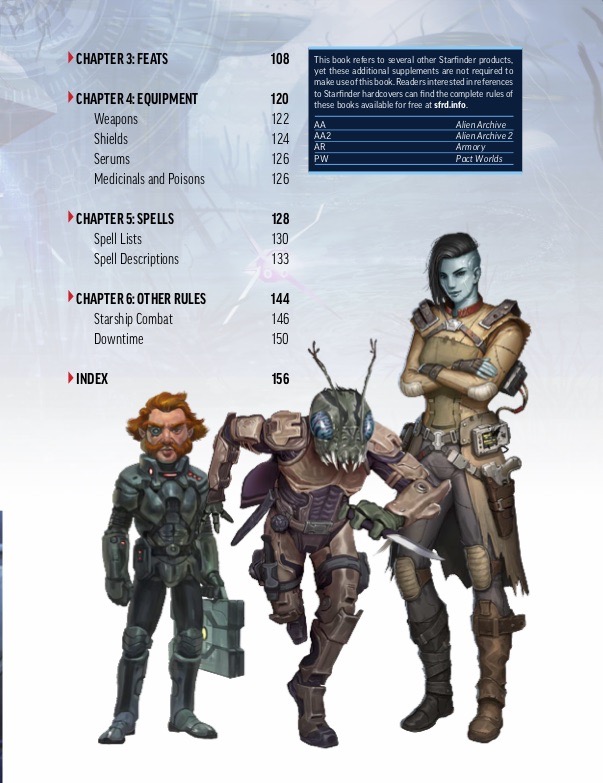 CHAPTER 3: FEATS 108
CHAPTER 4: EQUIPMENT 120
Weapons 122
Shields 124
Serums 126
Medicinals and Poisons 126
CHAPTER 5: SPELLS 128
Spell Lists 130
Spell Descriptions 133
CHAPTER 6: OTHER RULES 144
Starship Combat 146
Downtime 150
INDEX 156
This book refers to several other Starfinder products,
yet these additional supplements are not required to
make use of this book. Readers interested in references
to Starfinder hardcovers can find the complete rules of
these books available for free at sfrd.info.
AA Alien Archive
AA2 Alien Archive 2
AR Armory
PW Pact Worlds